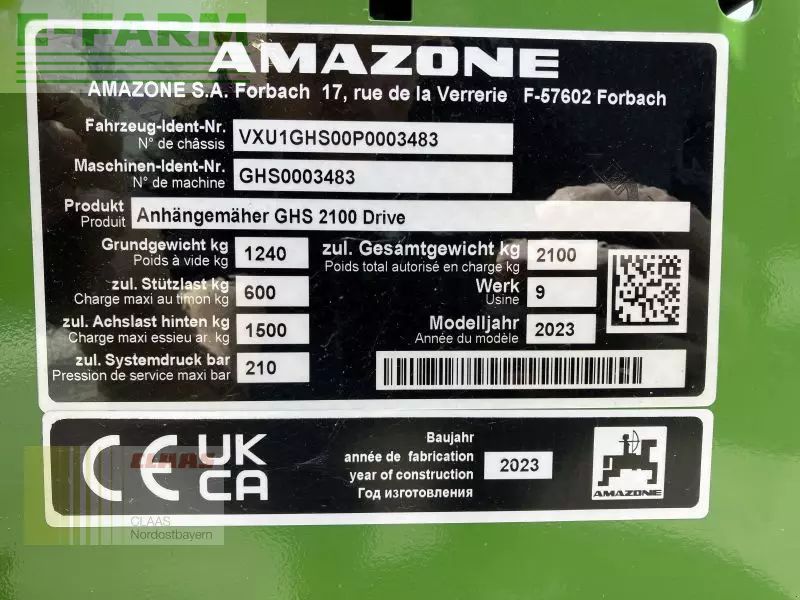 E-FARM
AMAZONE
AMAZONE S.A. Forbach 17, rue de la Verrerie F-57602 Forbach
Fahrzeug-Ident-Nr.
N° de châssis
VXU1GHS00P0003483
Maschinen-Ident-Nr.
N° de machine
GHS0003483
Produkt
Produit
Anhängemäher GHS 2100 Drive
Grundgewicht kg
Poids à vide kg
1240
zul. Gesamtgewicht kg
Poids total autorisé en charge kg
2100
zul. Stützlast kg
Charge maxi au timon kg
600
Werk
Usine
9
zul. Achslast hinten kg
Charge maxi essieu ar. kg
1500
Modelljahr
Année du modèle
2023
zul. Systemdruck bar
Pression de service maxi bar
210
CE
UK
CA
Baujahr
année de fabrication
year of construction
Год изготовления
2023
AMAZONE
CLAAS
CLAAS
Nordostbayern